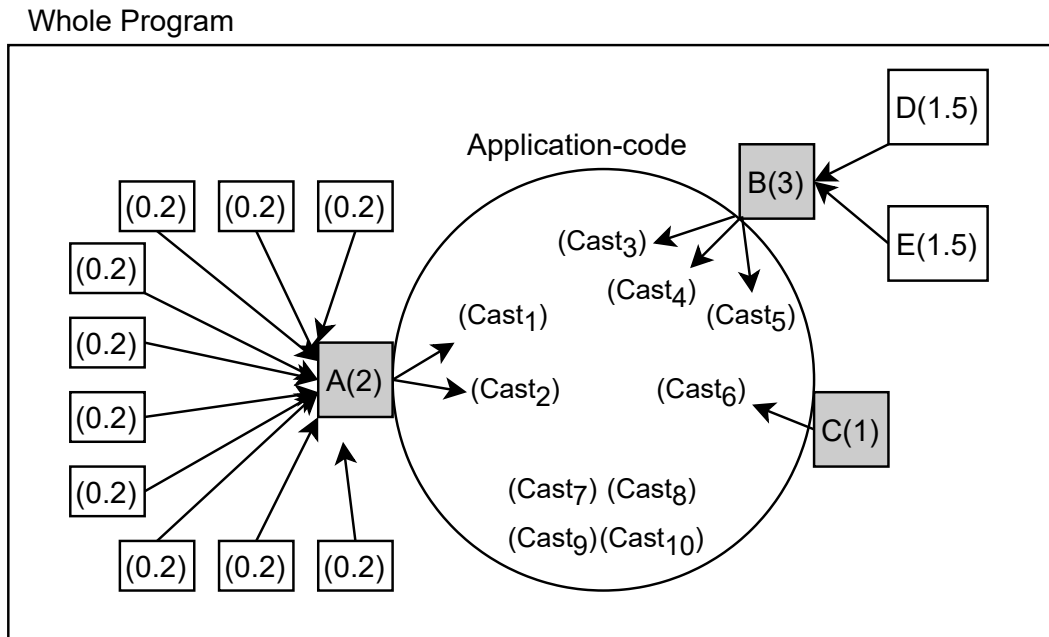 Whole Program
D(1.5)
Application-code
B(3)
(0.2) (0.2) (0.2)
E(1.5)
(Cast3)
(0.2)
(Cast4)
(Cast1)
(Cast5)
(0.2)
A(2)
(Cast2)
(Cast6)
(0.2)
C(1)
(0.2)
(Cast7) (Cast8)
(Cast9)(Cast10)
(0.2) (0.2) (0.2)